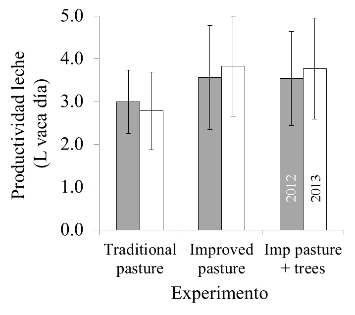 Productividad leche
(L vaca día)
5.0
4.0
3.0
2.0
1.0
0.0
2012
2013
Traditional
pasture
Improved
pasture
Imp pasture
+ trees
Experimento